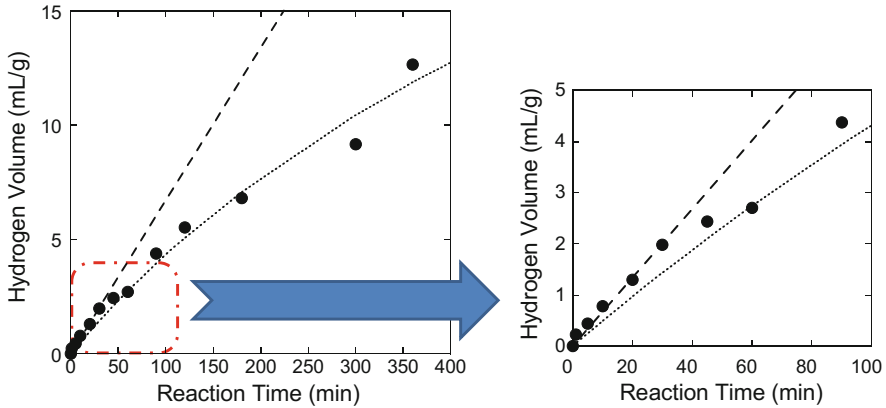 15
10
5
0
Hydrogen Volume (mL/g)
0 50 100 150 200 250 300 350 400
Reaction Time (min)
5
4
3
2
1
0
Hydrogen Volume (mL/g)
0 20 40 60 80 100
Reaction Time (min)